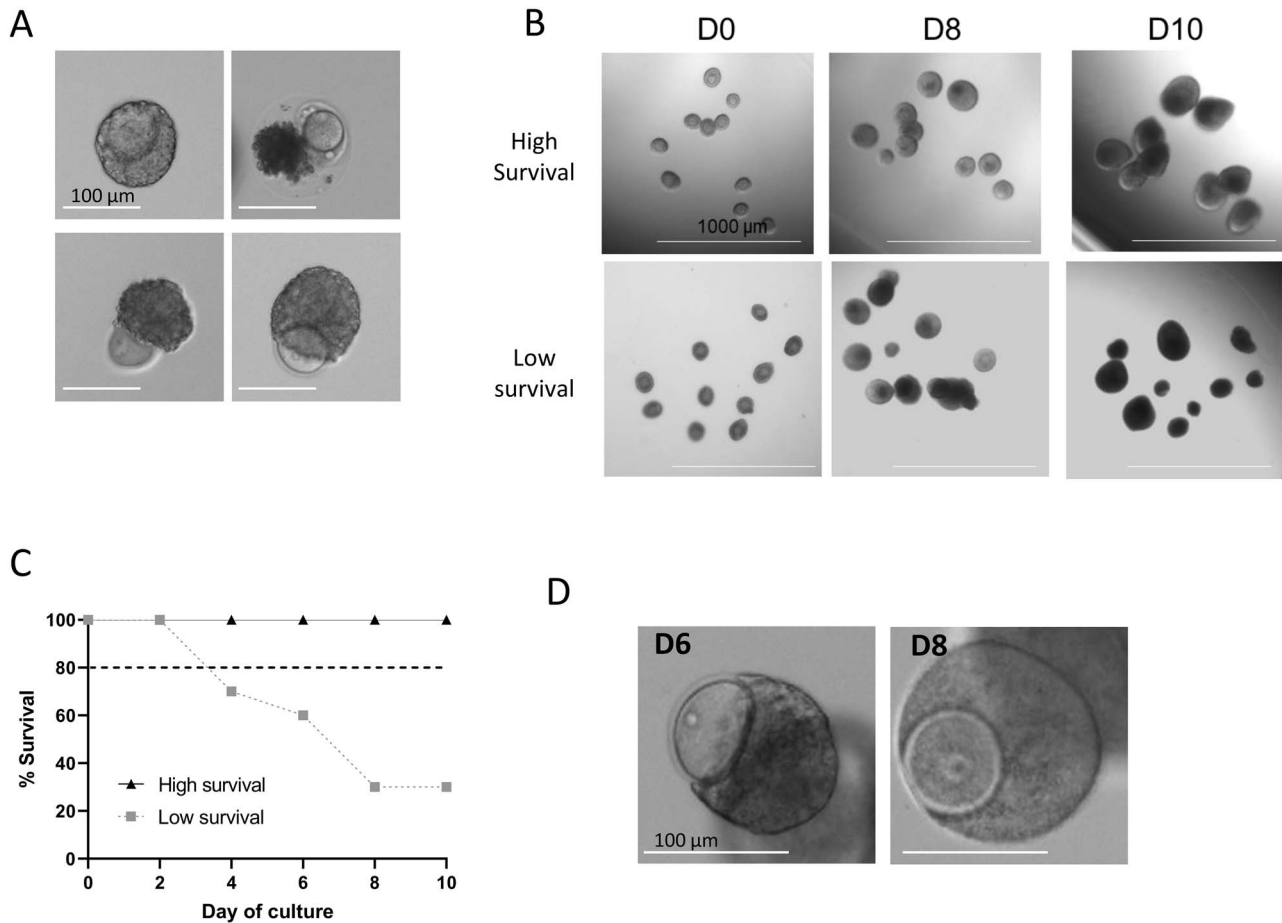 A
100 µm
B
D0
D8
D10
High
Survival
1000 µm
Low
survival
C
% Survival
100
80
60
40
20
0
High survival
Low survival
0 2 4 6 8 10
Day of culture
D
D6
D8
100 µm